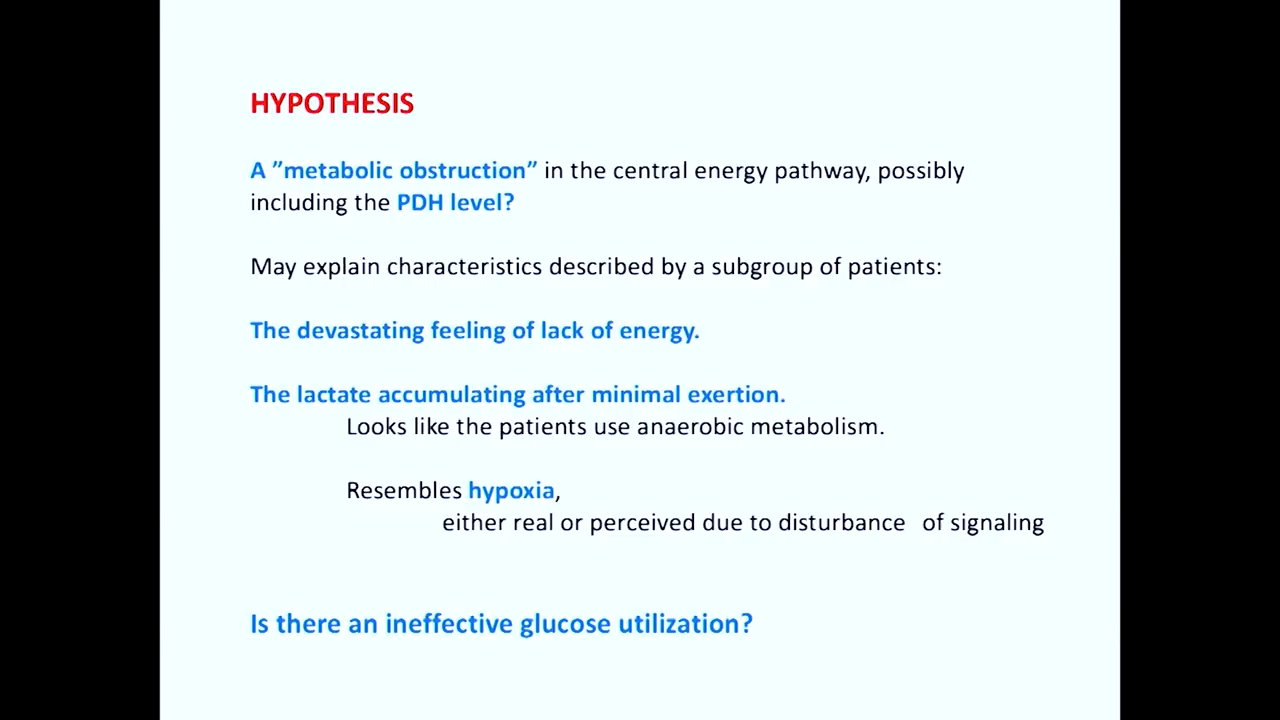 HYPOTHESIS
A ”metabolic obstruction” in the central energy pathway, possibly
including the PDH level?
May explain characteristics described by a subgroup of patients:
The devastating feeling of lack of energy.
The lactate accumulating after minimal exertion.
Looks like the patients use anaerobic metabolism.
Resembles hypoxia,
either real or perceived due to disturbance of signaling
Is there an ineffective glucose utilization?